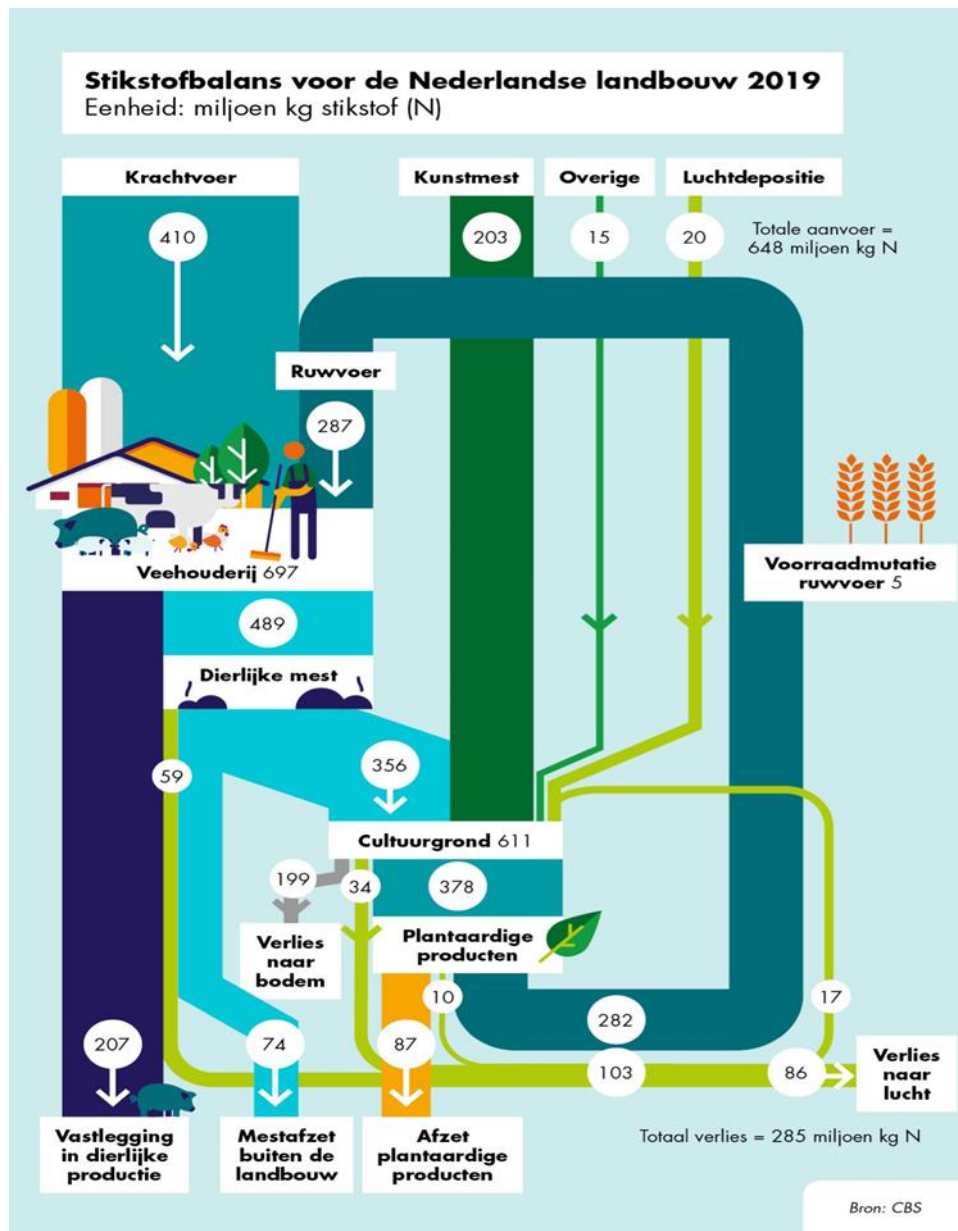 Stikstofbalans voor de Nederlandse landbouw 2019
Eenheid: miljoen kg stikstof (N)
Krachtvoer
Kunstmest
Overige
Luchtdepositie
410
203
15
20
Totale aanvoer =
648 miljoen kg N
Ruwvoer
287
Veehouderij 697
Voorraadmutatie
ruwvoer 5
489
Dierlijke mest
59
356
Cultuurgrond 611
199
34
378
Verlies
naar
bodem
Plantaardige
producten
10
282
17
207
74
87
103
86
Verlies
naar
lucht
Vastlegging
in dierlijke
productie
Mestafzet
buiten de
landbouw
Afzet
plantaardige
producten
Totaal verlies = 285 miljoen kg N
Bron: CBS